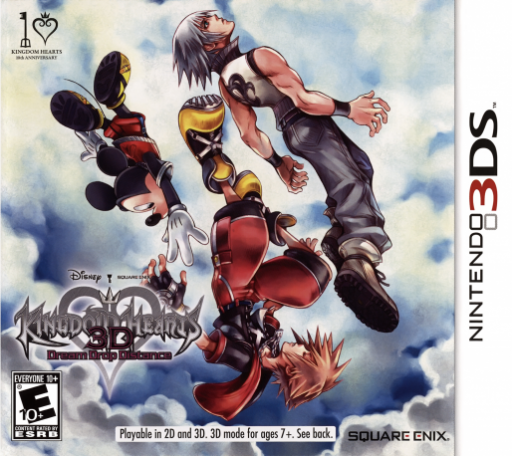 10
KINGDOM HEARTS
10th ANNIVERSARY
NINTENDO 3DS
Disney SQUARE ENIX
KINGDOM HEARTS
3D
Dream Drop Distance
EVERYONE 10+
E
10+
CONTENT RATED BY
ESRB
Playable in 2D and 3D. 3D mode for ages 7+. See back.
SQUARE ENIX.